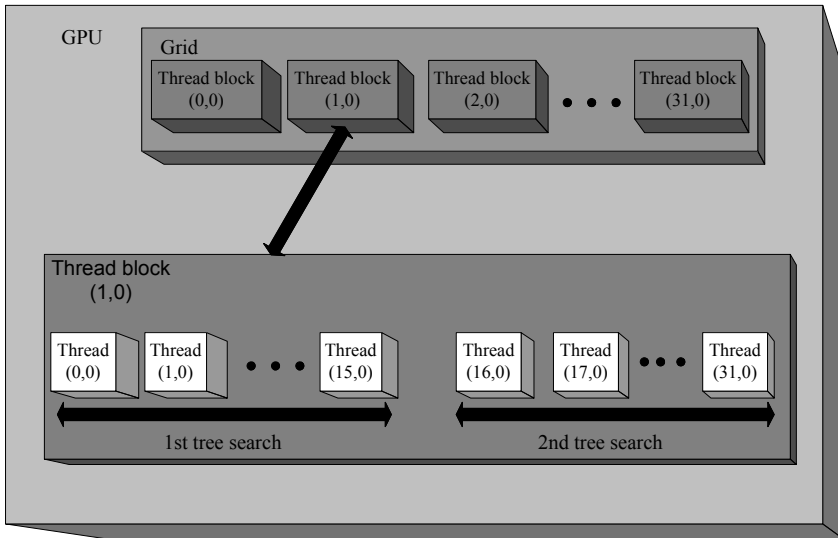 GPU
Grid
Thread block
(0,0)
Thread block
(1,0)
Thread block
(2,0)
Thread block
(31,0)
Thread block
(1,0)
Thread
(0,0)
Thread
(1,0)
Thread
(15,0)
Thread
(16,0)
Thread
(17,0)
Thread
(31,0)
1st tree search
2nd tree search